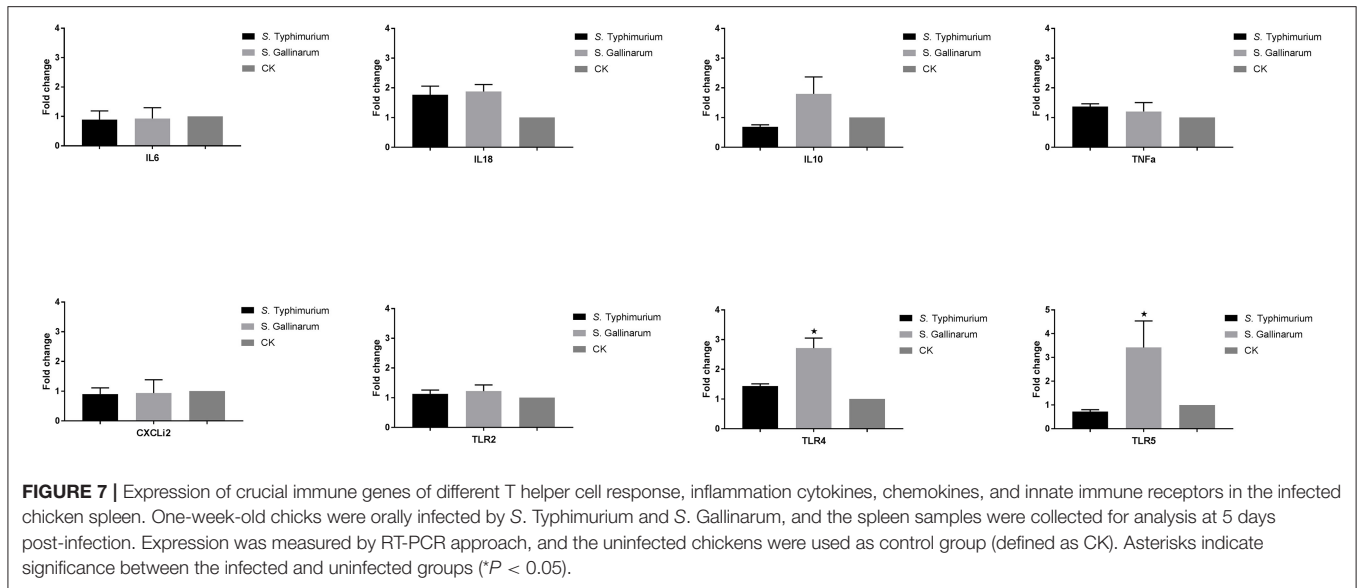 4
3
2
1
0
Fold change
IL6
S. Typhimurium
S. Gallinarum
CK
4
3
2
1
0
Fold change
IL18
S. Typhimurium
S. Gallinarum
CK
4
3
2
1
0
Fold change
IL10
S. Typhimurium
S. Gallinarum
CK
4
3
2
1
0
Fold change
TNFa
S. Typhimurium
S. Gallinarum
CK
4
3
2
1
0
Fold change
CXCLi2
S. Typhimurium
S. Gallinarum
CK
4
3
2
1
0
Fold change
TLR2
S. Typhimurium
S. Gallinarum
CK
4
3
2
1
0
Fold change
★
TLR4
S. Typhimurium
S. Gallinarum
CK
5
4
3
2
1
0
Fold change
★
TLR5
S. Typhimurium
S. Gallinarum
CK
FIGURE 7 | Expression of crucial immune genes of different T helper cell response, inflammation cytokines, chemokines, and innate immune receptors in the infected
chicken spleen. One-week-old chicks were orally infected by S. Typhimurium and S. Gallinarum, and the spleen samples were collected for analysis at 5 days
post-infection. Expression was measured by RT-PCR approach, and the uninfected chickens were used as control group (defined as CK). Asterisks indicate
significance between the infected and uninfected groups (*P < 0.05).